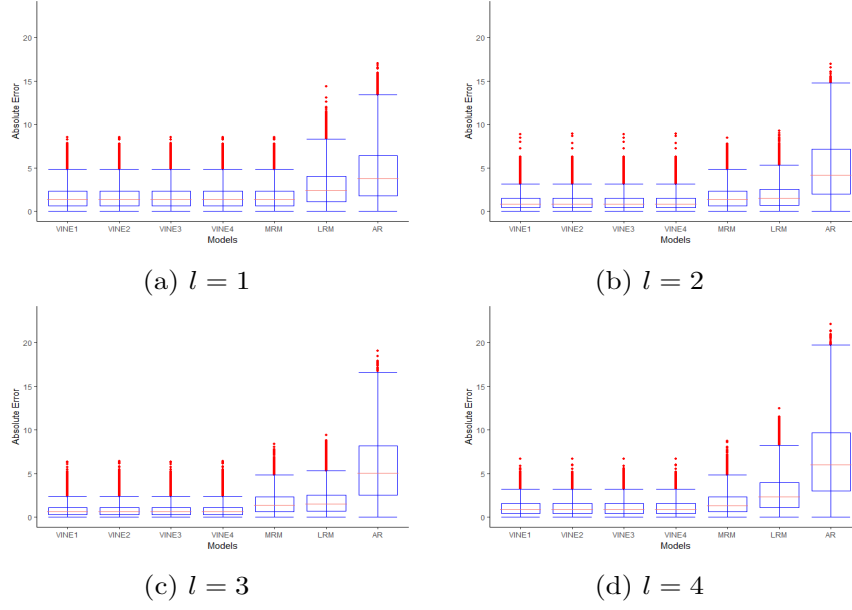 20
15
10
5
0
Absolute Error
VINE1 VINE2 VINE3 VINE4 MRM LRM AR
Models
(a) l = 1
20
15
10
5
0
Absolute Error
VINE1 VINE2 VINE3 VINE4 MRM LRM AR
Models
(b) l = 2
20
15
10
5
0
Absolute Error
VINE1 VINE2 VINE3 VINE4 MRM LRM AR
Models
(c) l = 3
20
15
10
5
0
Absolute Error
VINE1 VINE2 VINE3 VINE4 MRM LRM AR
Models
(d) l = 4